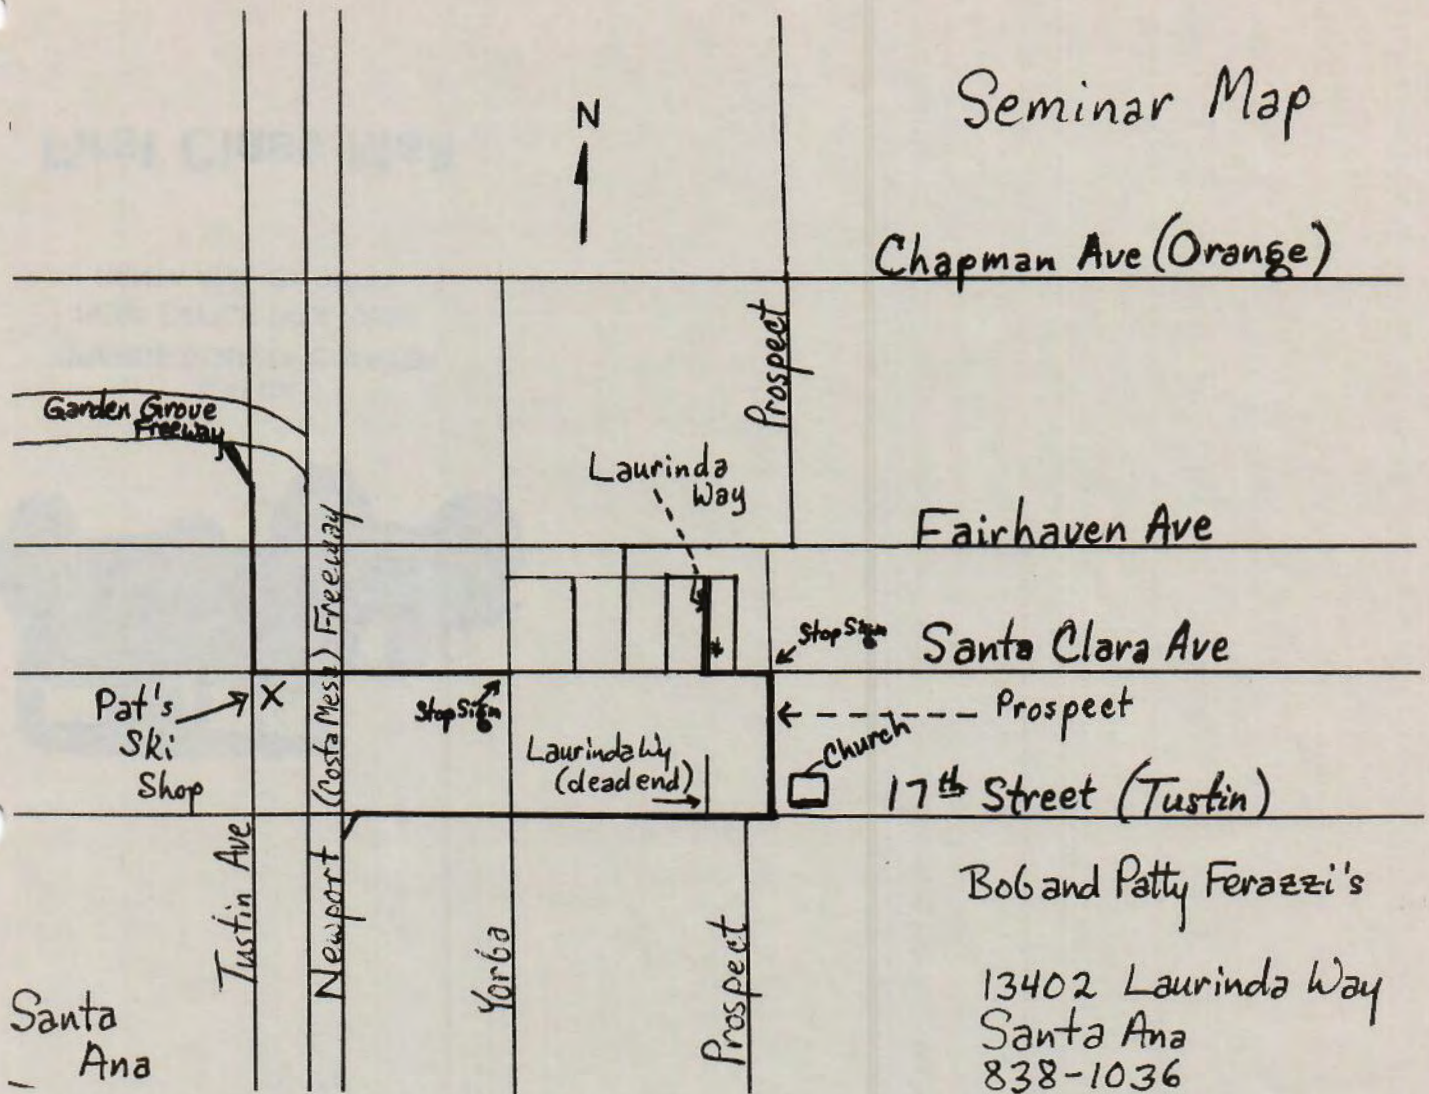 Seminar Map
N
Chapman Ave (Orange)
Prospect
Garden Grove
Freeway
Laurinda
Way
Fairhaven Ave
Stop Sign
Santa Clara Ave
Pat's
Ski
Shop
X
(Costa Mesa) Freeway
Stop Sign
Prospect
Church
Laurinda Wy
(dead end)
17th Street (Tustin)
Tustin Ave
Newport
Yorba
Prospect
Bob and Patty Ferazzi's
13402 Laurinda Way
Santa Ana
838-1036
Santa
Ana